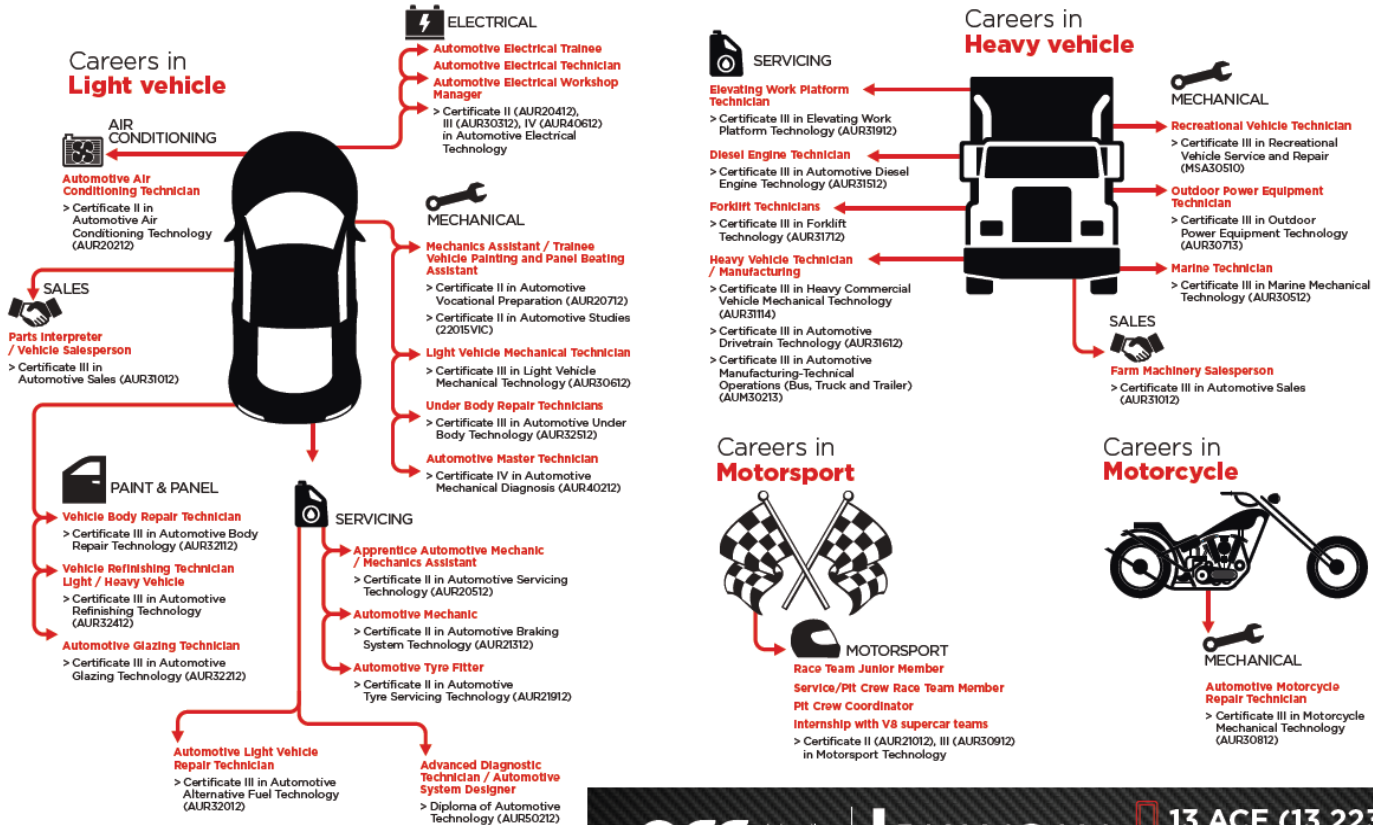 Careers in
Light vehicle
ELECTRICAL
Automotive Electrical Trainee
Automotive Electrical Technician
Automotive Electrical Workshop
Manager
> Certificate II (AUR20412),
III (AUR30312), IV (AUR40612)
in Automotive Electrical
Technology
AIR
CONDITIONING
Automotive Air
Conditioning Technician
> Certificate II in
Automotive Air
Conditioning Technology
(AUR20212)
SALES
Parts Interpreter
/ Vehicle Salesperson
> Certificate III in
Automotive Sales (AUR31012)
MECHANICAL
Mechanics Assistant / Trainee
Vehicle Painting and Panel Beating
Assistant
> Certificate II in Automotive
Vocational Preparation (AUR20712)
> Certificate II in Automotive Studies
(22015VIC)
Light Vehicle Mechanical Technician
> Certificate III in Light Vehicle
Mechanical Technology (AUR30612)
Under Body Repair Technicians
> Certificate III in Automotive Under
Body Technology (AUR32512)
Automotive Master Technician
> Certificate IV in Automotive
Mechanical Diagnosis (AUR40212)
PAINT & PANEL
Vehicle Body Repair Technician
> Certificate III in Automotive Body
Repair Technology (AUR32112)
Vehicle Refinishing Technician
Light / Heavy Vehicle
> Certificate III in Automotive
Refinishing Technology
(AUR32412)
Automotive Glazing Technician
> Certificate III in Automotive
Glazing Technology (AUR32212)
SERVICING
Apprentice Automotive Mechanic
/ Mechanics Assistant
> Certificate II in Automotive Servicing
Technology (AUR20512)
Automotive Mechanic
> Certificate II in Automotive Braking
System Technology (AUR21312)
Automotive Tyre Fitter
> Certificate II in Automotive
Tyre Servicing Technology (AUR21912)
Automotive Light Vehicle
Repair Technician
> Certificate III in Automotive
Alternative Fuel Technology
(AUR32012)
Advanced Diagnostic
Technician / Automotive
System Designer
> Diploma of Automotive
Technology (AUR50212)
Careers in
Heavy vehicle
SERVICING
Elevating Work Platform
Technician
> Certificate III in Elevating Work
Platform Technology (AUR31912)
Diesel Engine Technician
> Certificate III in Automotive Diesel
Engine Technology (AUR31512)
Forklift Technicians
> Certificate III in Forklift
Technology (AUR31712)
Heavy Vehicle Technician
/ Manufacturing
> Certificate III in Heavy Commercial
Vehicle Mechanical Technology
(AUR31114)
> Certificate III in Automotive
Drivetrain Technology (AUR31612)
> Certificate III in Automotive
Manufacturing-Technical
Operations (Bus, Truck and Trailer)
(AUM30213)
MECHANICAL
Recreational Vehicle Technician
> Certificate III in Recreational
Vehicle Service and Repair
(MSA30510)
Outdoor Power Equipment
Technician
> Certificate III in Outdoor
Power Equipment Technology
(AUR30713)
Marine Technician
> Certificate III in Marine Mechanical
Technology (AUR30512)
SALES
Farm Machinery Salesperson
> Certificate III in Automotive Sales
(AUR31012)
Careers in
Motorsport
MOTORSPORT
Race Team Junior Member
Service/Pit Crew Race Team Member
Pit Crew Coordinator
Internship with V8 supercar teams
> Certificate II (AUR21012), III (AUR30912)
in Motorsport Technology
Careers in
Motorcycle
MECHANICAL
Automotive Motorcycle
Repair Technician
> Certificate III in Motorcycle
Mechanical Technology
(AUR30812)
13 ACE (13 223